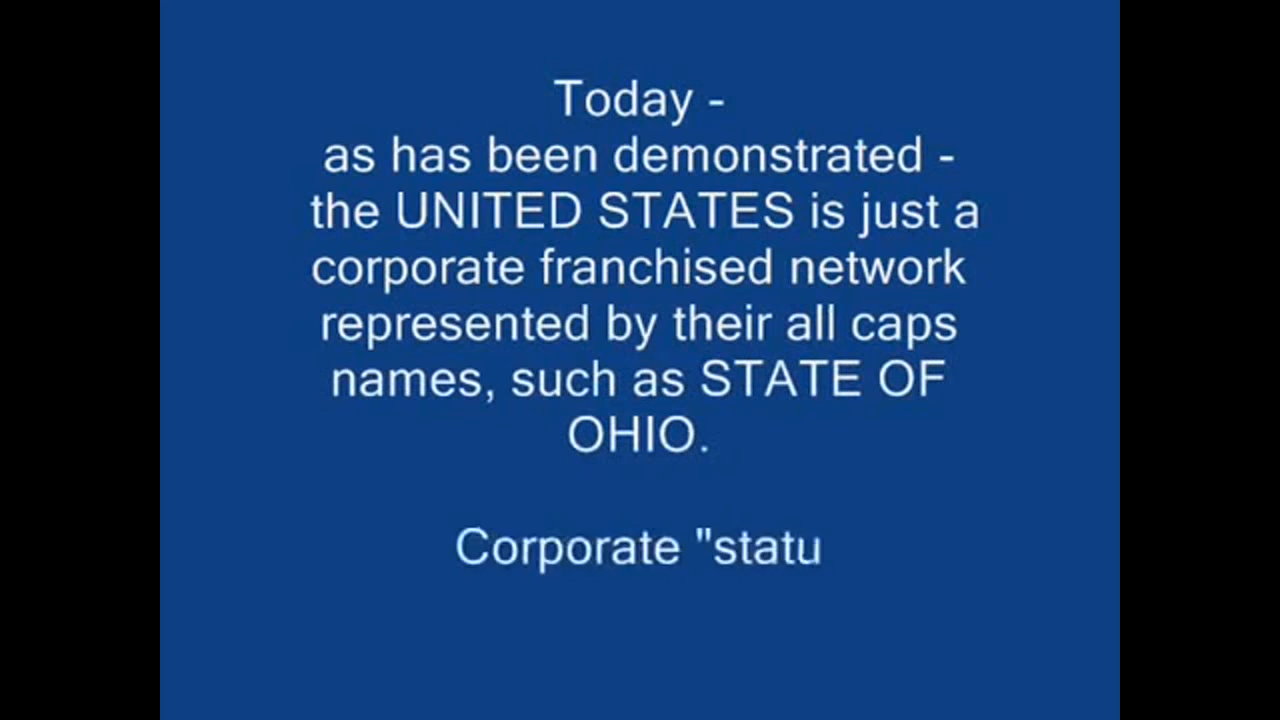 Today -
as has been demonstrated -
the UNITED STATES is just a
corporate franchised network
represented by their all caps
names, such as STATE OF
OHIO.
Corporate "statu